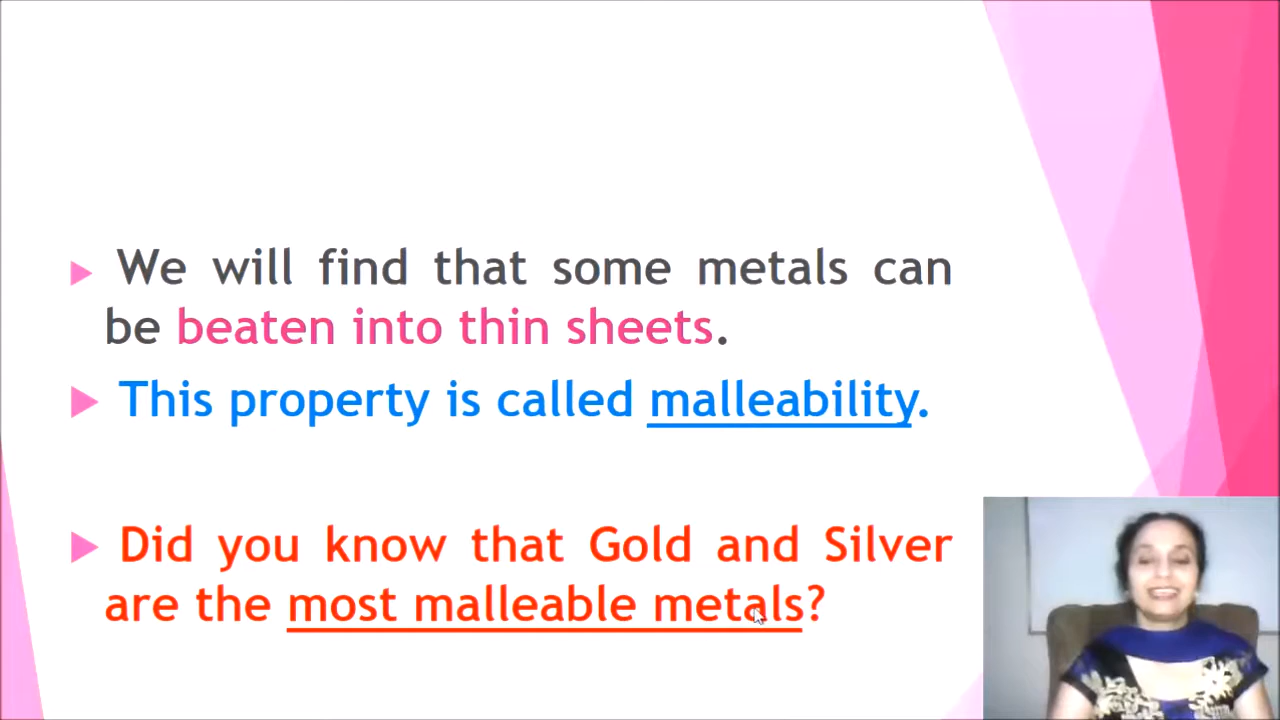 We will find that some metals can
be beaten into thin sheets.
This property is called malleability.
Did you know that Gold and Silver
are the most malleable metals?